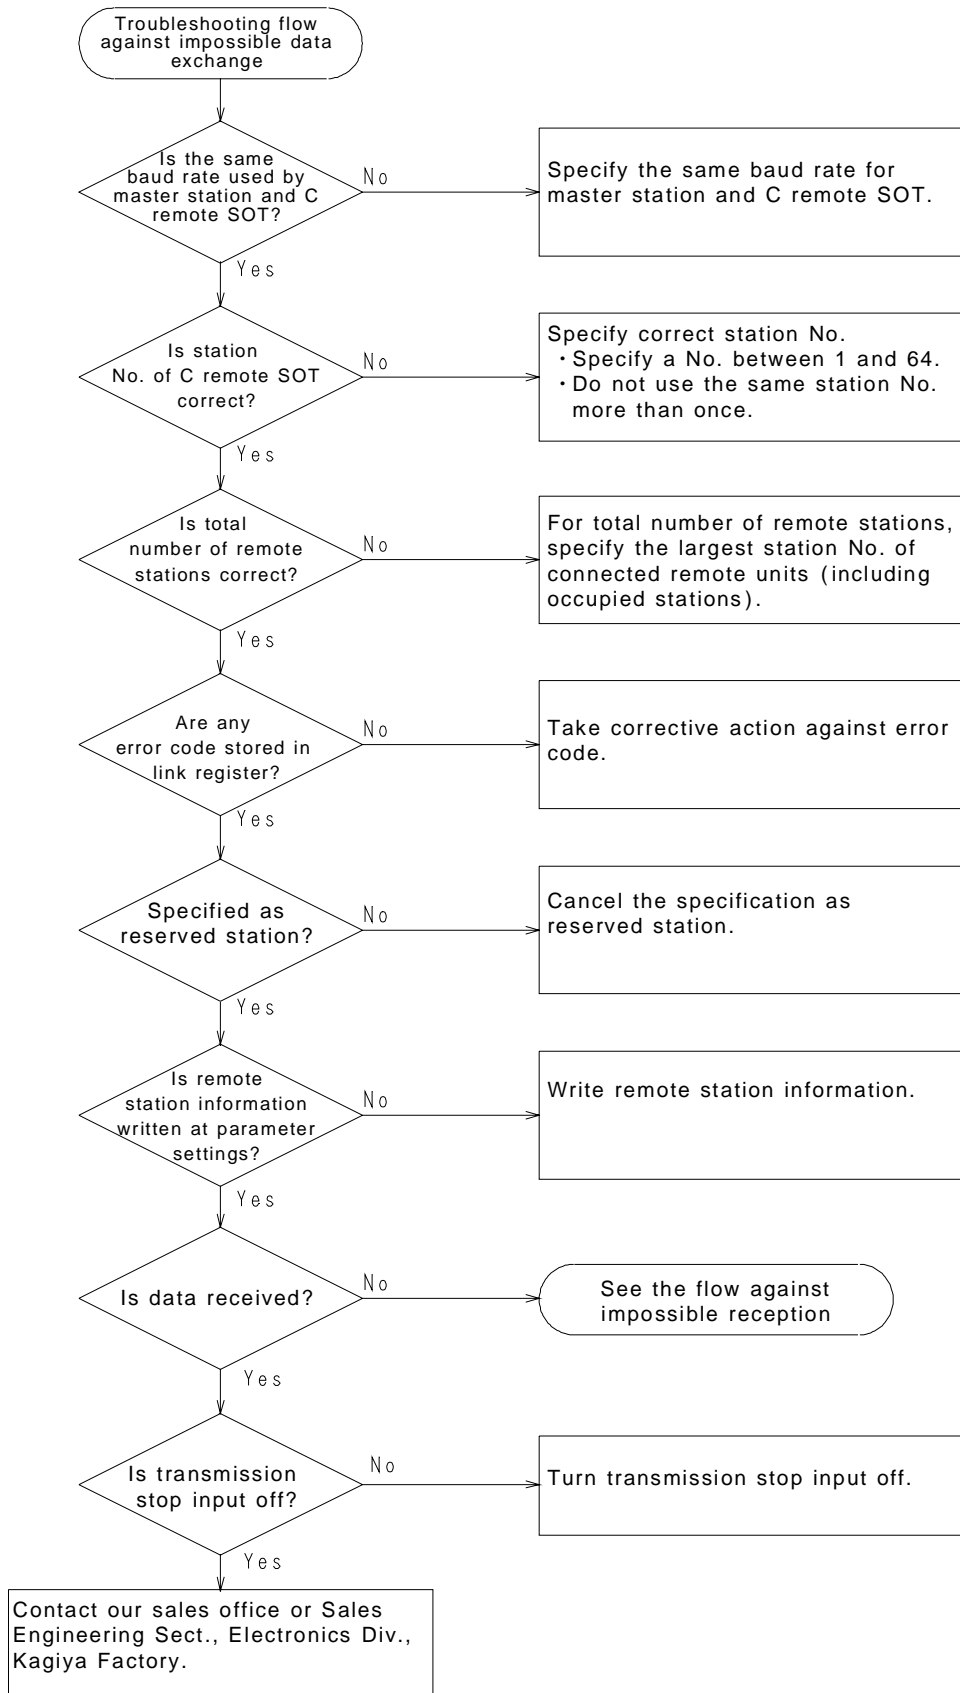 Troubleshooting flow
against impossible data
exchange
Is the same
baud rate used by
master station and C
remote SOT?
No
Specify the same baud rate for
master station and C remote SOT.
Yes
Is station
No. of C remote SOT
correct?
No
Specify correct station No.
・Specify a No. between 1 and 64.
・Do not use the same station No.
more than once.
Yes
Is total
number of remote
stations correct?
No
For total number of remote stations,
specify the largest station No. of
connected remote units (including
occupied stations).
Yes
Are any
error code stored in
link register?
No
Take corrective action against error
code.
Yes
Specified as
reserved station?
No
Cancel the specification as
reserved station.
Yes
Is remote
station information
written at parameter
settings?
No
Write remote station information.
Yes
Is data received?
No
See the flow against
impossible reception
Yes
Is transmission
stop input off?
No
Turn transmission stop input off.
Yes
Contact our sales office or Sales
Engineering Sect., Electronics Div.,
Kagiya Factory.